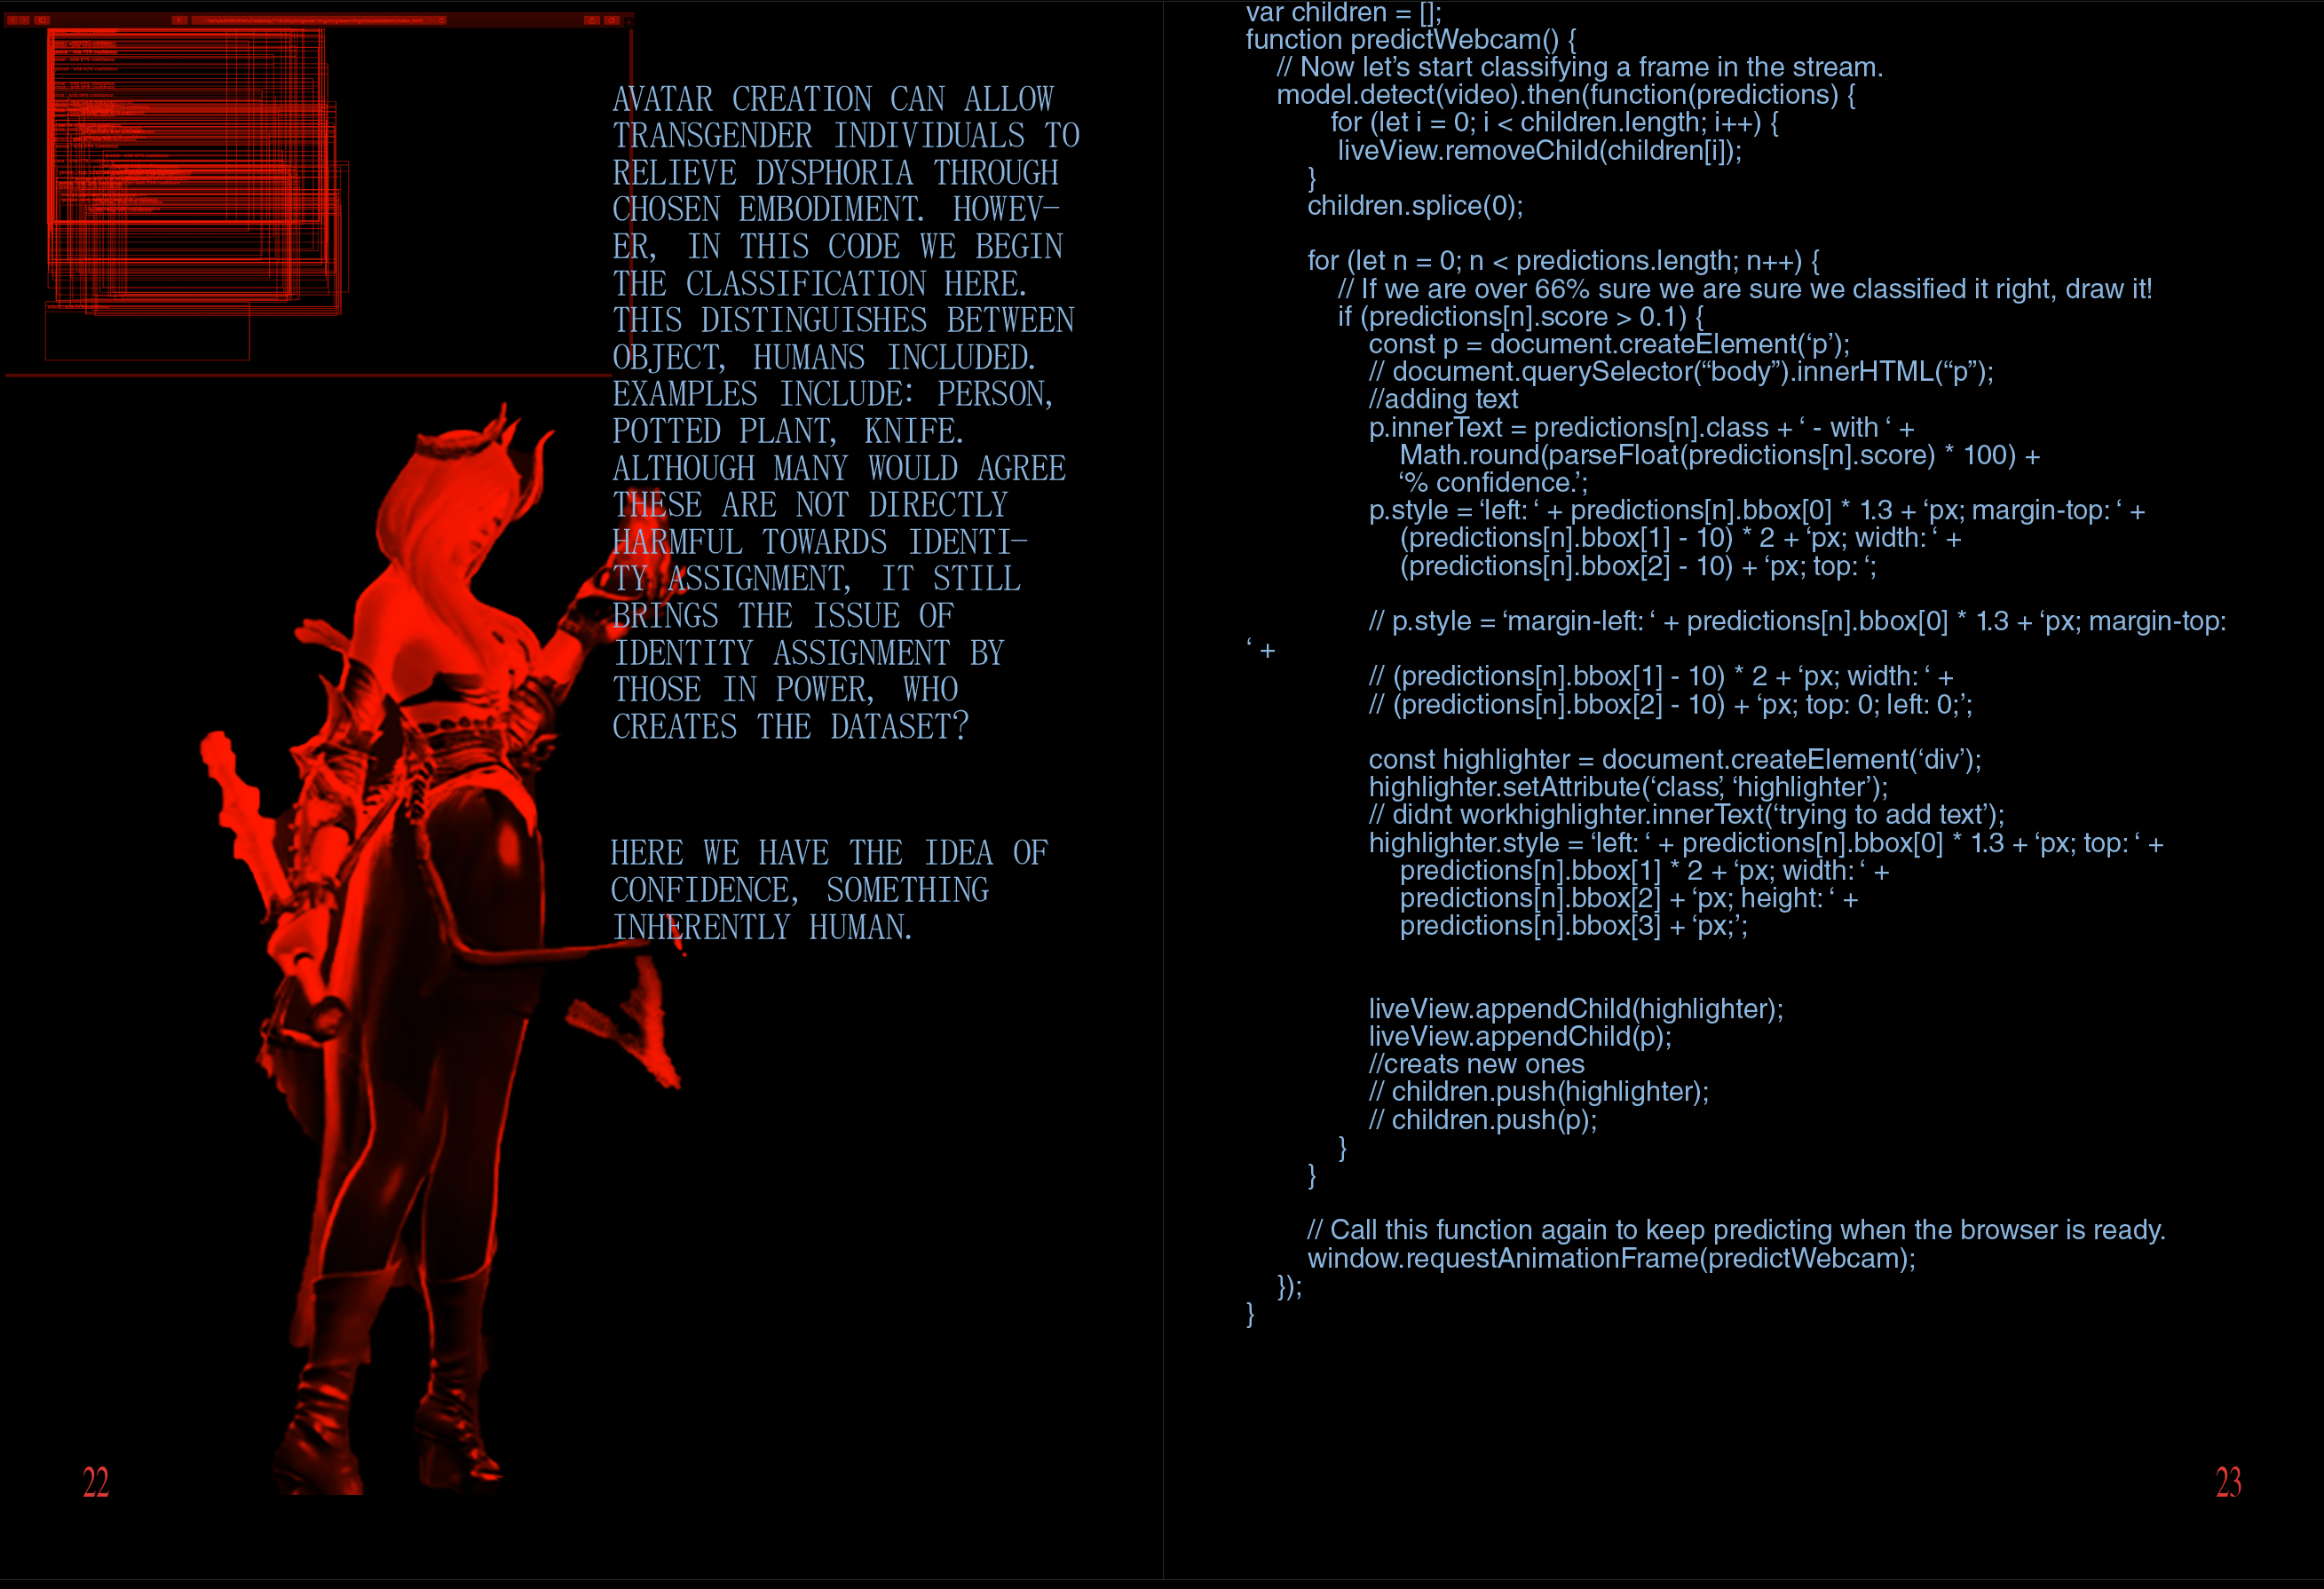 AVATAR CREATION CAN ALLOW
TRANSGENDER INDIVIDUALS TO
RELIEVE DYSPHORIA THROUGH
CHOSEN EMBODIMENT. HOWEV-
ER, IN THIS CODE WE BEGIN
THE CLASSIFICATION HERE.
THIS DISTINGUISHES BETWEEN
OBJECT, HUMANS INCLUDED.
EXAMPLES INCLUDE: PERSON,
POTTED PLANT, KNIFE.
ALTHOUGH MANY WOULD AGREE
THESE ARE NOT DIRECTLY
HARMFUL TOWARDS IDENTI-
TY ASSIGNMENT, IT STILL
BRINGS THE ISSUE OF
IDENTITY ASSIGNMENT BY
THOSE IN POWER, WHO
CREATES THE DATASET?
HERE WE HAVE THE IDEA OF
CONFIDENCE, SOMETHING
INHERENTLY HUMAN.
22
var children = [];
function predictWebcam() {
// Now let’s start classifying a frame in the stream.
model.detect(video).then(function(predictions) {
for (let i = 0; i < children.length; i++) {
liveView.removeChild(children[i]);
}
children.splice(0);
for (let n = 0; n < predictions.length; n++) {
// If we are over 66% sure we are sure we classified it right, draw it!
if (predictions[n].score > 0.1) {
const p = document.createElement(‘p’);
// document.querySelector(“body”).innerHTML(“p”);
//adding text
p.innerText = predictions[n].class + ‘ - with ‘ +
Math.round(parseFloat(predictions[n].score) * 100) +
‘% confidence.’;
p.style = ‘left: ‘ + predictions[n].bbox[0] * 1.3 + ‘px; margin-top: ‘ +
(predictions[n].bbox[1] - 10) * 2 + ‘px; width: ‘ +
(predictions[n].bbox[2] - 10) + ‘px; top: ‘;
// p.style = ‘margin-left: ‘ + predictions[n].bbox[0] * 1.3 + ‘px; margin-top:
‘ +
// (predictions[n].bbox[1] - 10) * 2 + ‘px; width: ‘ +
// (predictions[n].bbox[2] - 10) + ‘px; top: 0; left: 0;’;
const highlighter = document.createElement(‘div’);
highlighter.setAttribute(‘class’, ‘highlighter’);
// didnt workhighlighter.innerText(‘trying to add text’);
highlighter.style = ‘left: ‘ + predictions[n].bbox[0] * 1.3 + ‘px; top: ‘ +
predictions[n].bbox[1] * 2 + ‘px; width: ‘ +
predictions[n].bbox[2] + ‘px; height: ‘ +
predictions[n].bbox[3] + ‘px;’;
liveView.appendChild(highlighter);
liveView.appendChild(p);
//creats new ones
// children.push(highlighter);
// children.push(p);
}
}
// Call this function again to keep predicting when the browser is ready.
window.requestAnimationFrame(predictWebcam);
});
}
23